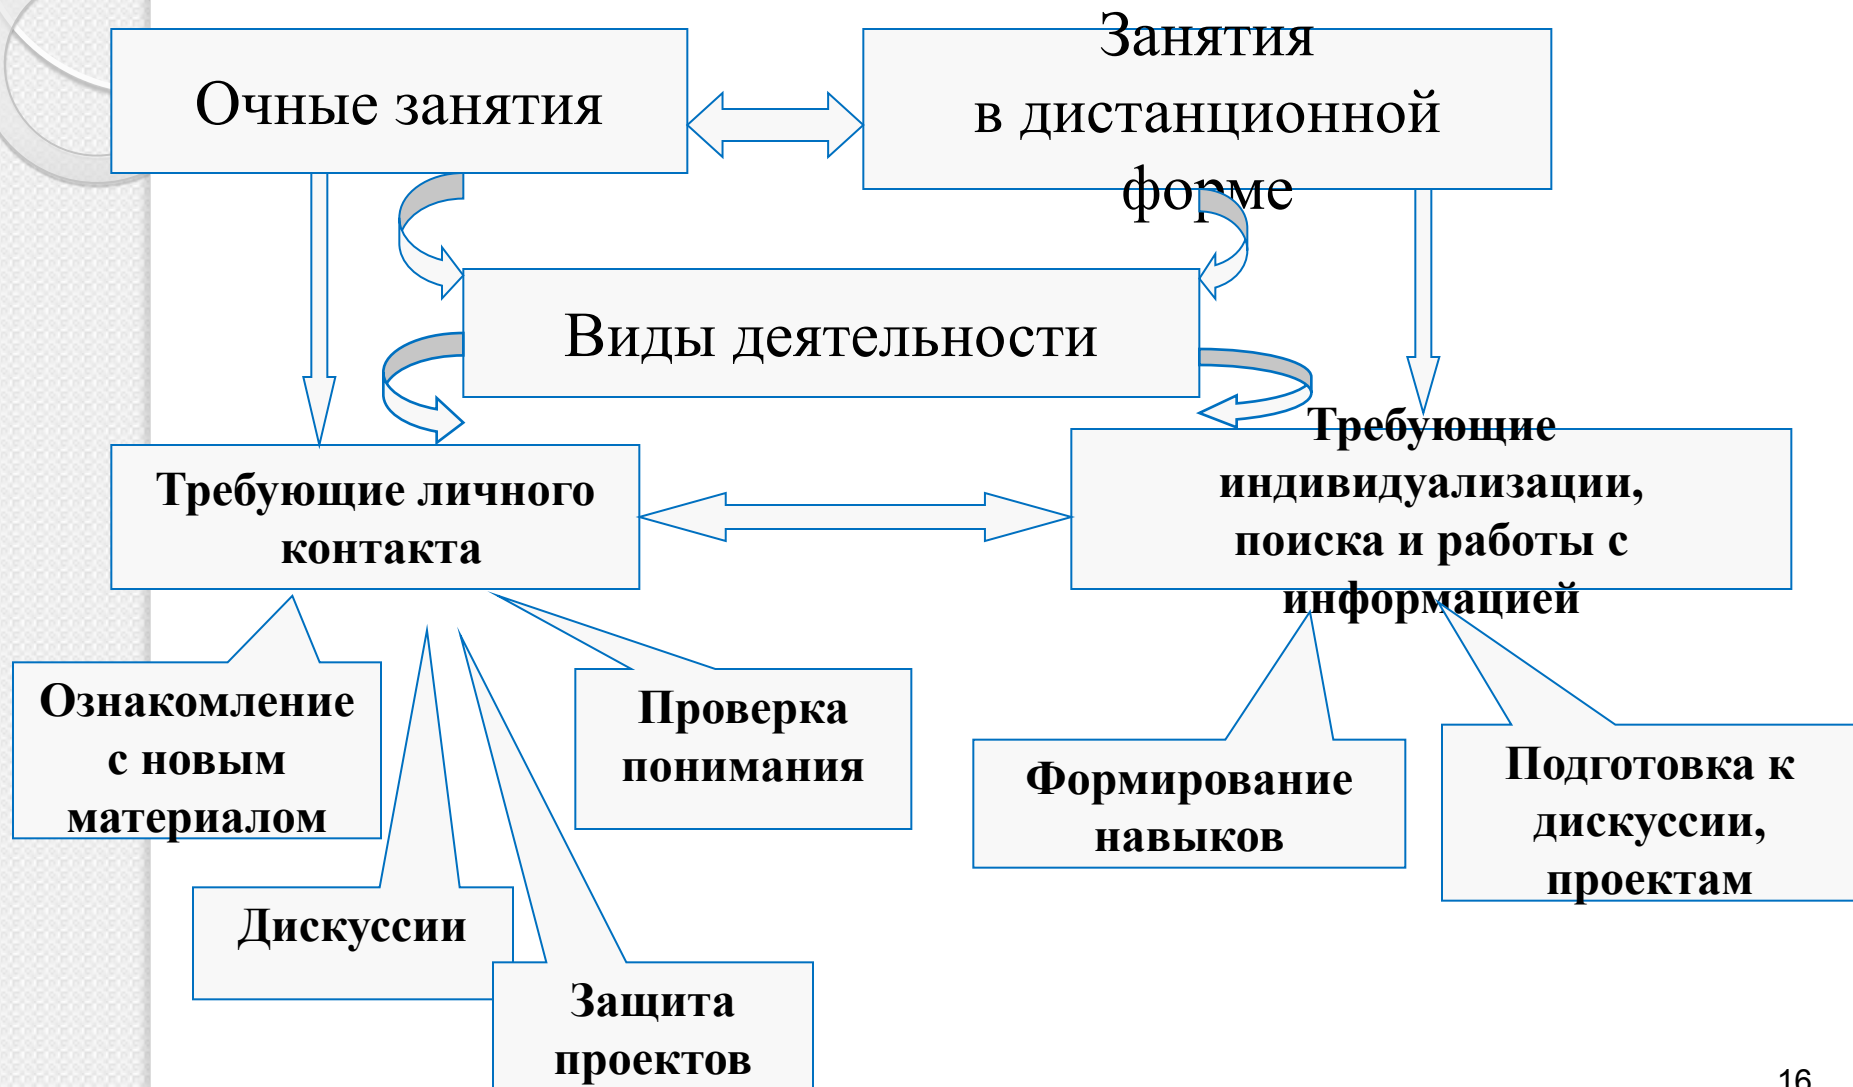 Очные занятия
Занятия
в дистанционной
форме
Виды деятельности
Требующие личного
контакта
Требующие
индивидуализации,
поиска и работы с
информацией
Ознакомление
с новым
материалом
Проверка
понимания
Формирование
навыков
Подготовка к
дискуссии,
проектам
Дискуссии
Защита
проектов
16